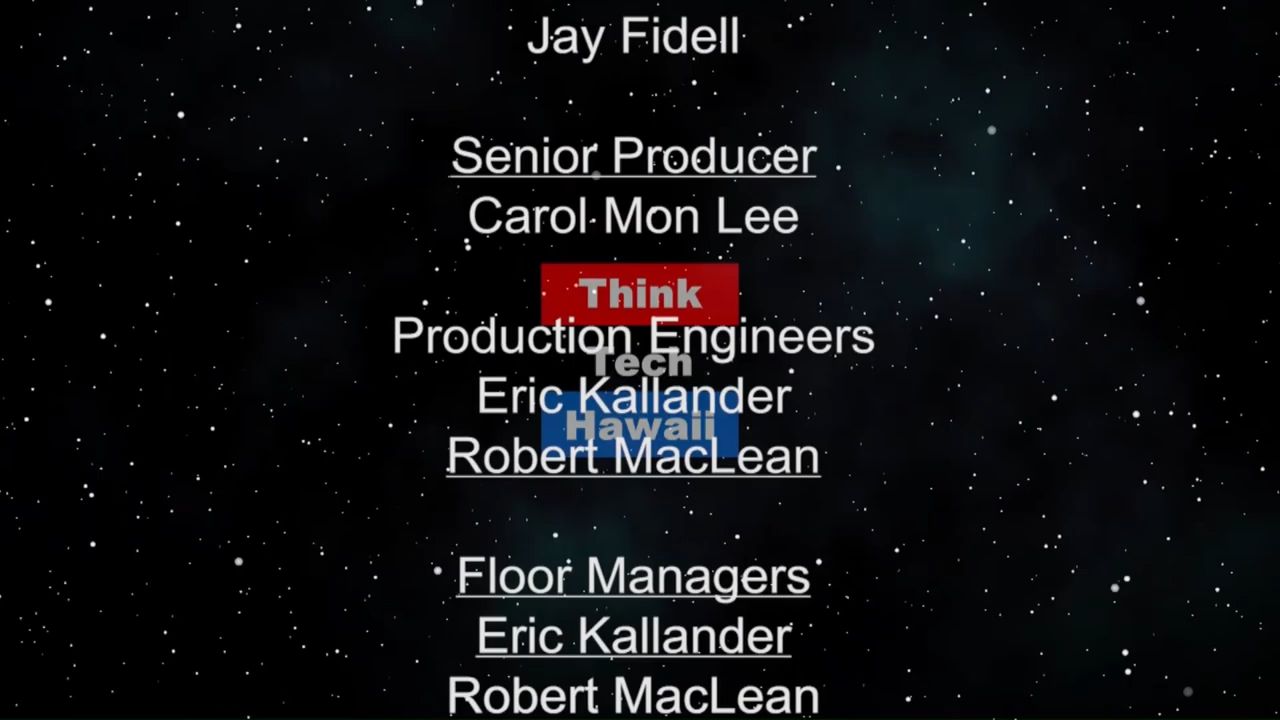 Jay Fidell
Senior Producer
Carol Mon Lee
Think
Production Engineers
Tech
Eric Kallander
Hawaii
Robert MacLean
Floor Managers
Eric Kallander
Robert MacLean